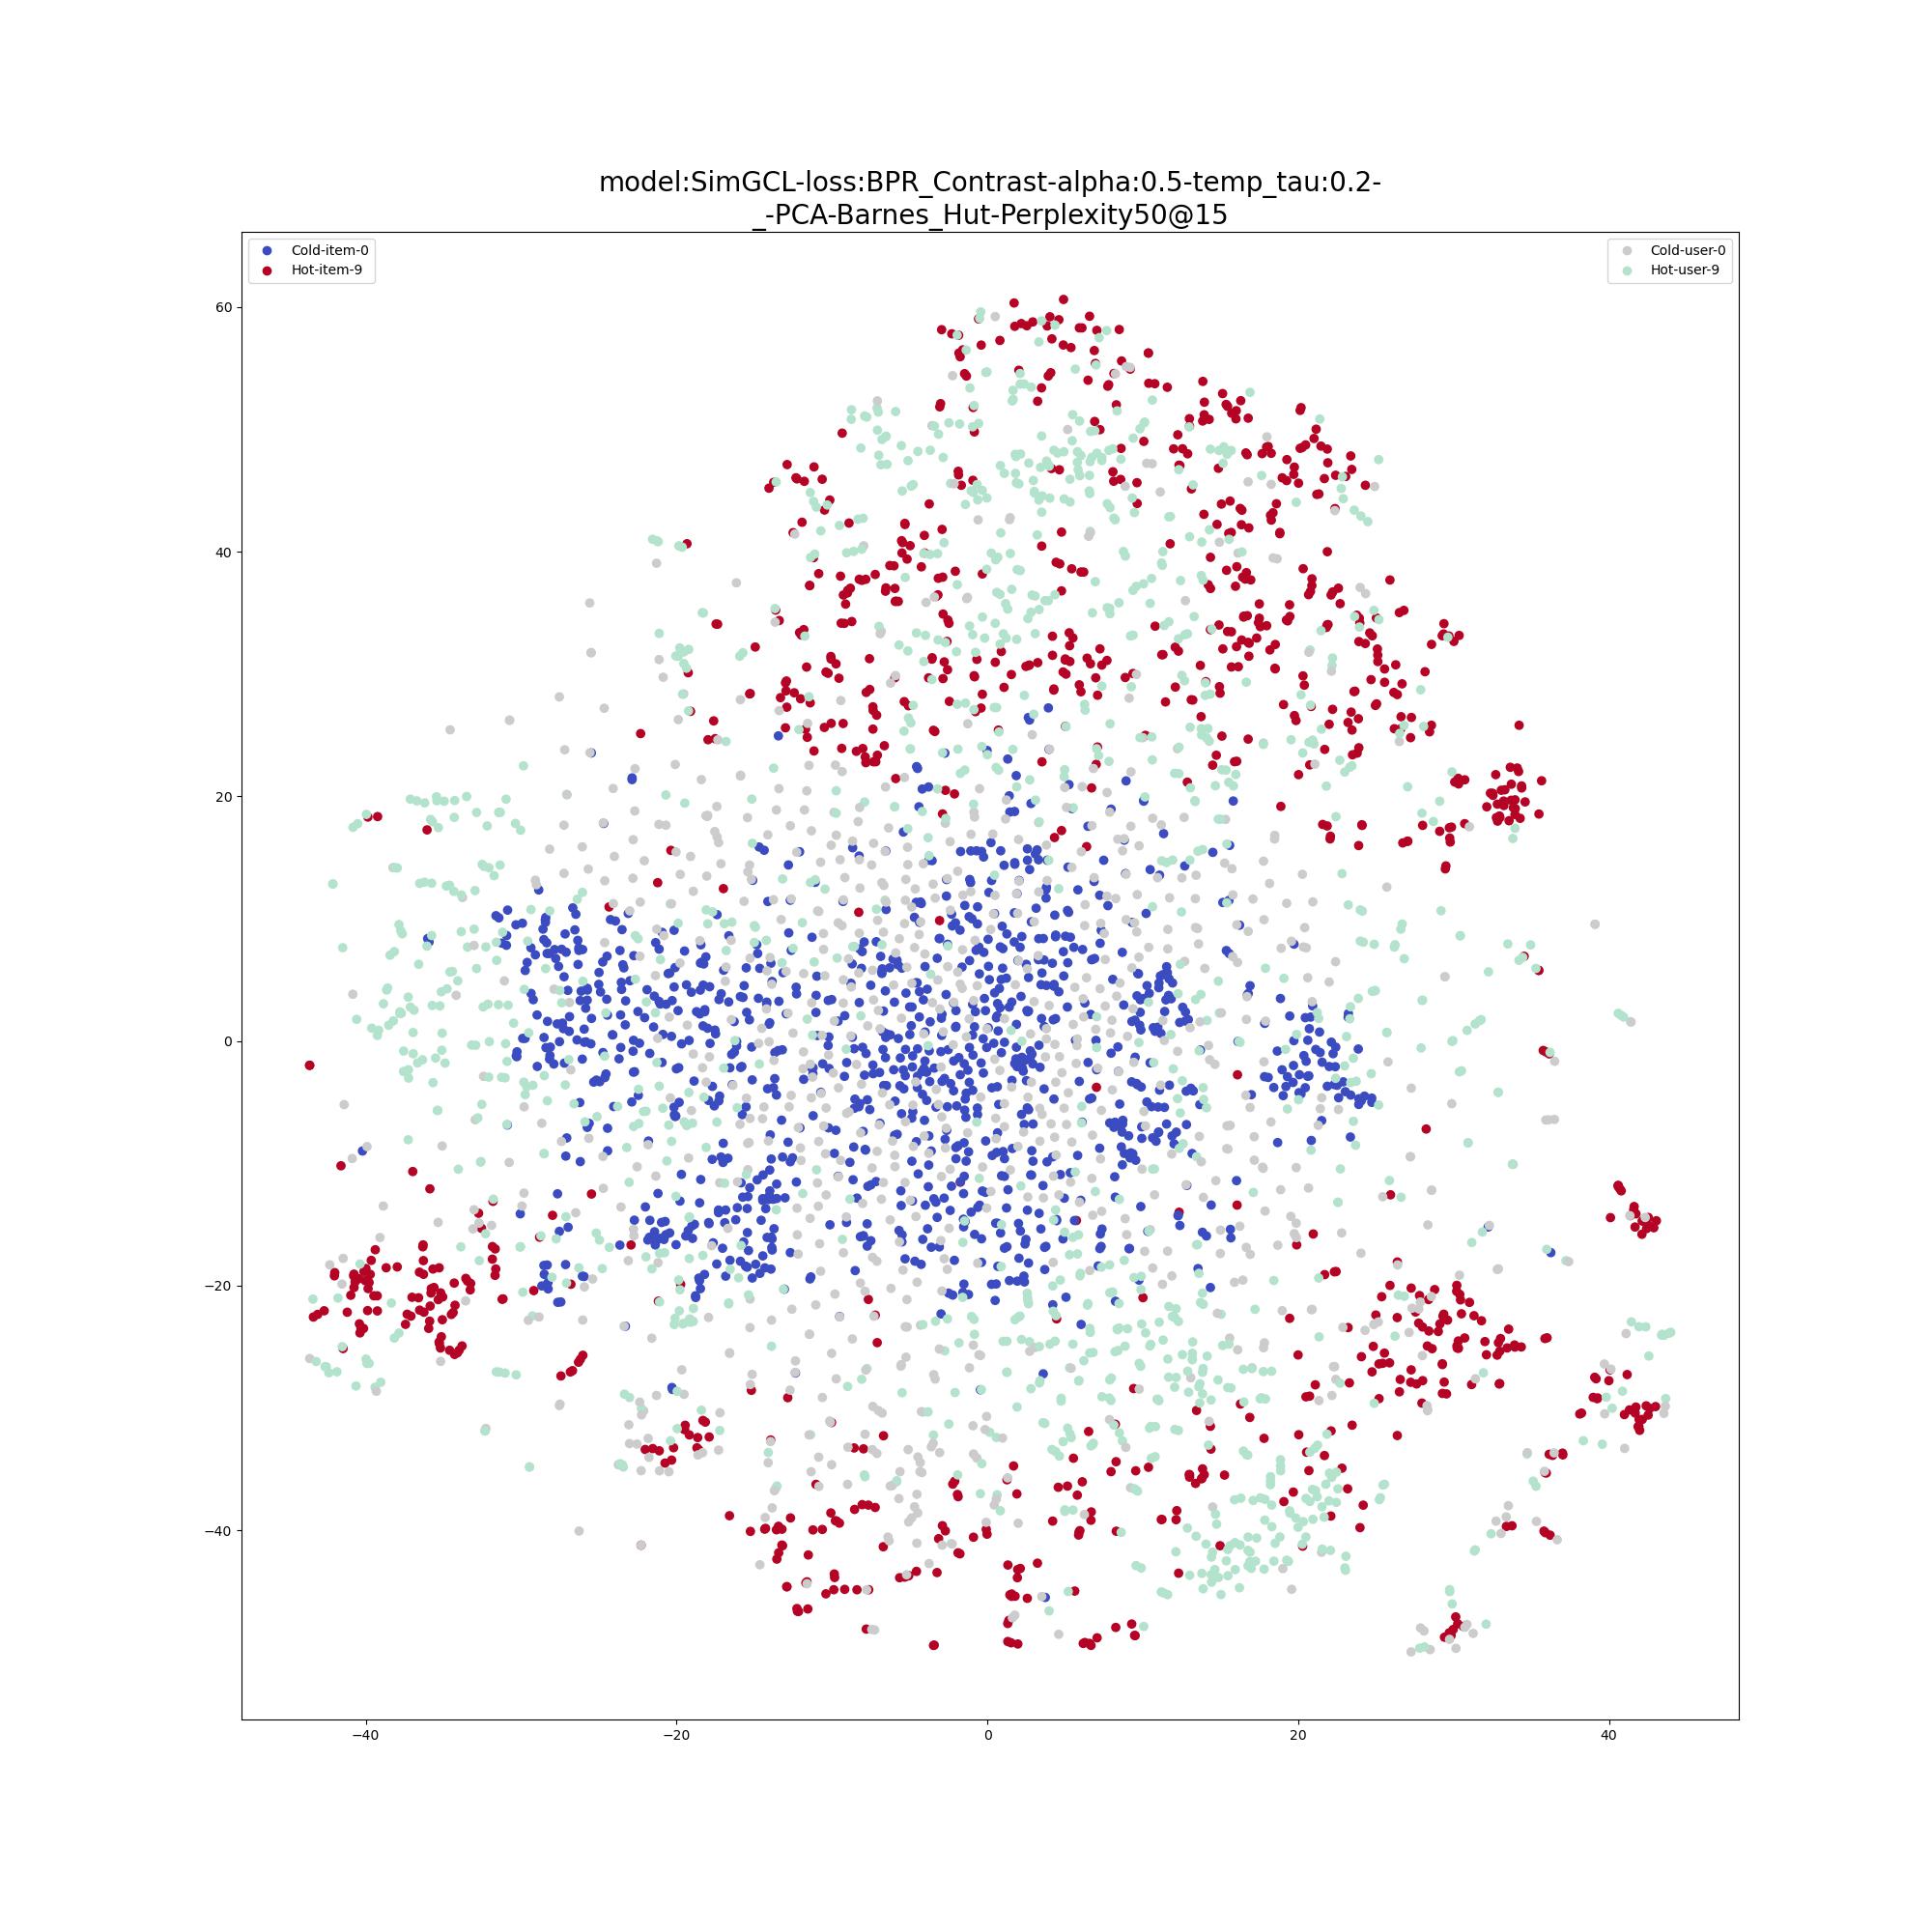 model:SimGCL-loss:BPR_Contrast-alpha:0.5-temp_tau:0.2-
_-PCA-Barnes_Hut-Perplexity50@15
Cold-item-0
Hot-item-9
Cold-user-0
Hot-user-9
60
40
20
0
−20
−40
−40
−20
0
20
40